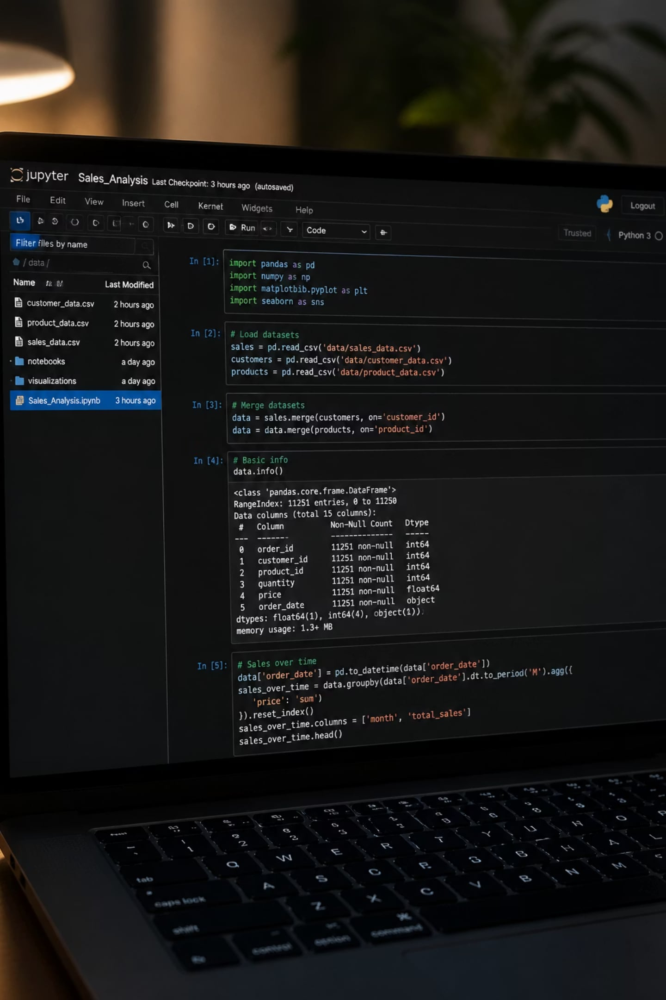 jupyter Sales_Analysis Last Checkpoint: 3 hours ago (autosaved)
File Edit View Insert Cell Kernet Widgets Help
Logout
Run Code
Trusted Python 3
Fliter flles by name
/ data /
Name Last Modified
customer_data.csv 2 hours ago
product_data.csv 2 hours ago
sales_data.csv 2 hours ago
notebooks a day ago
visualizations a day ago
Sales_Analysis.ipynb 3 hours ago
In [1]:
import pandas as pd
import numpy as np
import matplotbib.pyplot as plt
import seaborn as sns
In [2]:
# Load datasets
sales = pd.read_csv('data/sales_data.csv')
customers = pd.read_csv('data/customer_data.csv')
products = pd.read_csv('data/product_data.csv')
In [3]:
# Merge datasets
data = sales.merge(customers, on='customer_id')
data = data.merge(products, on='product_id')
In [4]:
# Basic info
data.info()
<class 'pandas.core.frame.DataFrame'>
RangeIndex: 11251 entries, 0 to 11250
Data columns (total 15 columns):
# Column Non-Null Count Dtype
--- ------- -------------- -----
0 order_id 11251 non-null int64
1 customer_id 11251 non-null int64
2 product_id 11251 non-null int64
3 quantity 11251 non-null int64
4 price 11251 non-null float64
5 order_date 11251 non-null object
dtypes: float64(1), int64(4), object(1))
memory usage: 1.3+ MB
In [5]:
# Sales over time
data['order_date'] = pd.to_datetime(data['order_date'])
sales_over_time = data.groupby(data['order_date'].dt.to_period('M').agg({
'price': 'sum')
}).reset_index()
sales_over_time.columns = ['month', 'total_sales']
sales_over_time.head()
Q W E R T Y
tab A S C
caps lock Z X C V B N M
shift
control option command